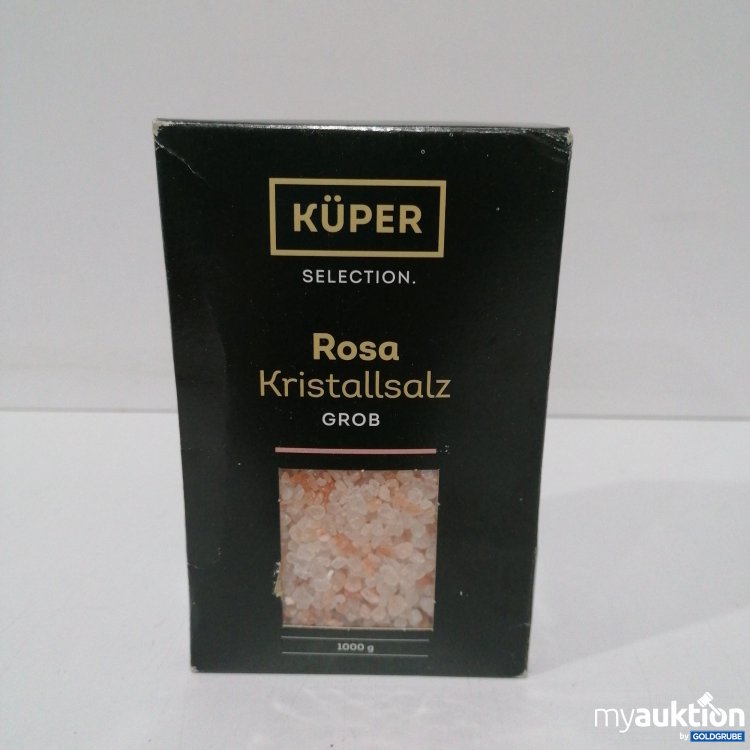 KÜPER
SELECTION.
Rosa
Kristallsalz
GROB
1000 g
myauktion
by GOLDGRUBE